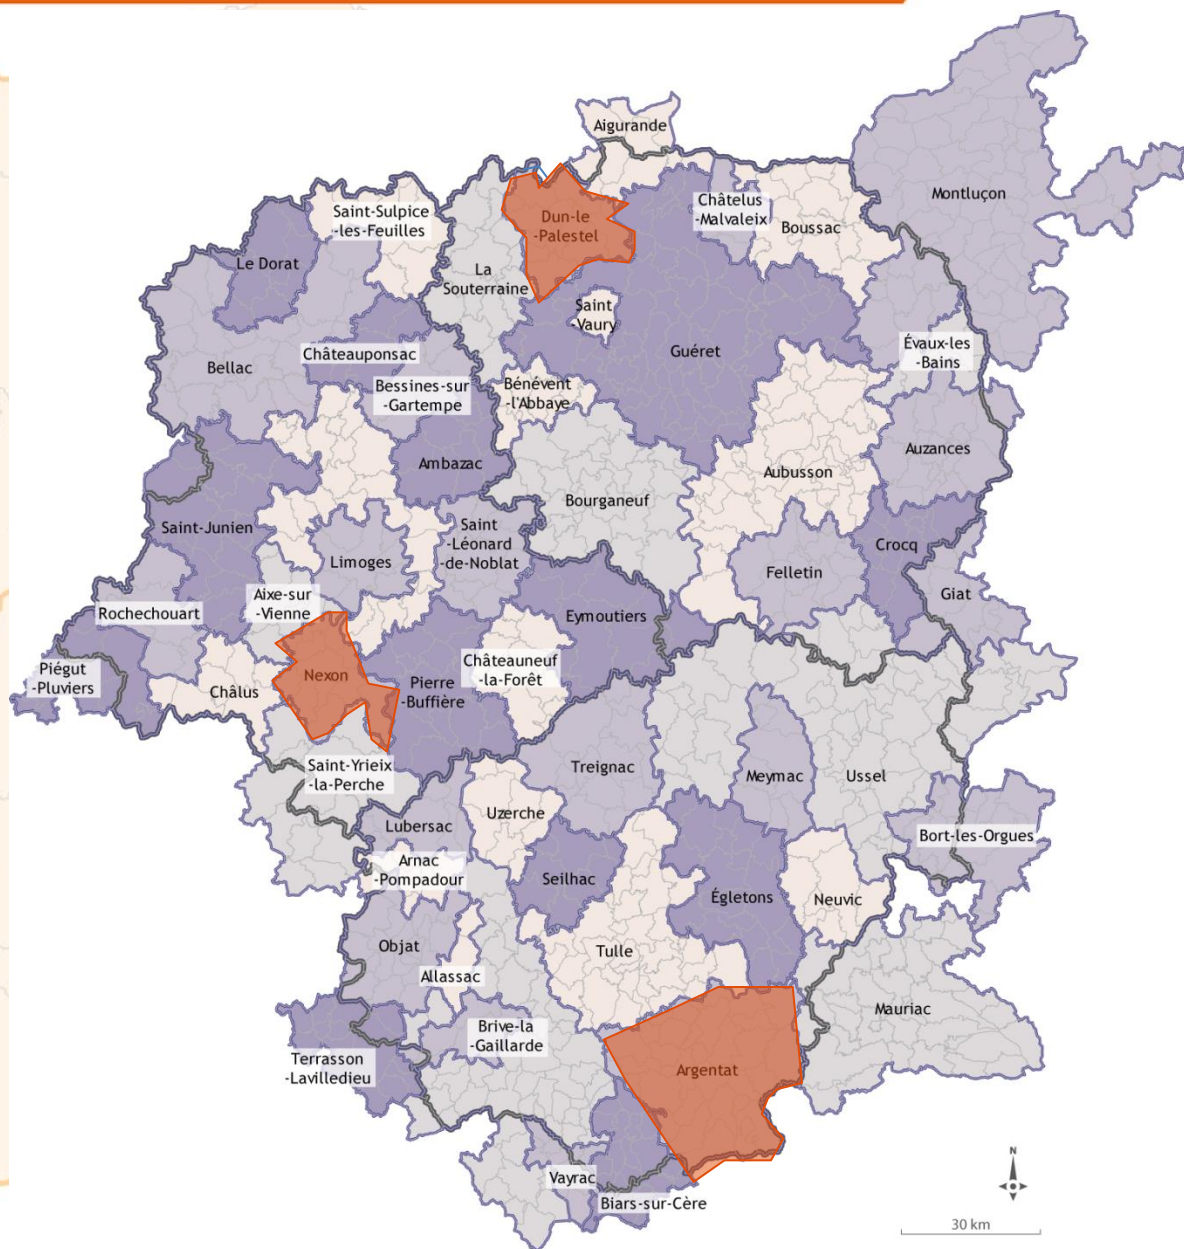 Aigurande
Montluçon
Châtelus
-Malvaleix
Saint-Sulpice
-les-Feuilles
Dun-le
-Palestel
Boussac
Le Dorat
La
Souterraine
Saint
-Vaury
Évaux-les
-Bains
Châteauponsac
Guéret
Bellac
Bessines-sur
-Gartempe
Bénévent
-l'Abbaye
Auzances
Ambazac
Aubusson
Bourganeuf
Saint-Junien
Saint
-Léonard
-de-Noblat
Crocq
Limoges
Felletin
Aixe-sur
-Vienne
Giat
Rochechouart
Eymoutiers
Piégut
-Pluviers
Châlus
Nexon
Pierre
-Buffière
Châteauneuf
-la-Forêt
Saint-Yrieix
-la-Perche
Treignac
Meymac
Ussel
Uzerche
Lubersac
Bort-les-Orgues
Arnac
-Pompadour
Seilhac
Égletons
Neuvic
Objat
Tulle
Allassac
Mauriac
Brive-la
-Gaillarde
Terrasson
-Lavilledieu
Argentat
Vayrac
Biars-sur-Cère
N
30 km